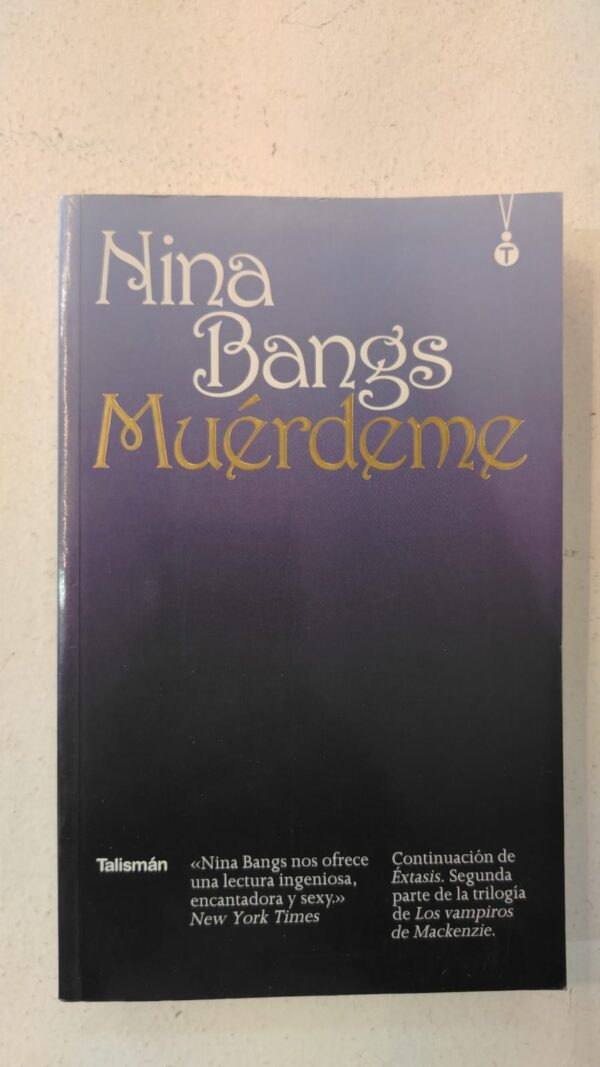 Nina
Bangs
Muérdeme
T
Talismán
«Nina Bangs nos ofrece
una lectura ingeniosa,
encantadora y sexy.»
New York Times
Continuación de
Éxtasis. Segunda
parte de la trilogía
de Los vampiros
de Mackenzie.